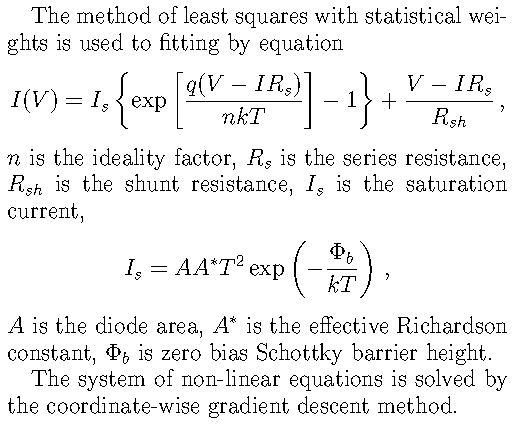 The method of least squares with statistical wei-
ghts is used to fitting by equation
I(V) = I_s { exp [ q(V − IR_s) / nkT ] − 1 } + (V − IR_s) / R_sh ,
n is the ideality factor, R_s is the series resistance,
R_sh is the shunt resistance, I_s is the saturation
current,
I_s = AA*T² exp ( − Φ_b / kT ) ,
A is the diode area, A* is the effective Richardson
constant, Φ_b is zero bias Schottky barrier height.
The system of non-linear equations is solved by
the coordinate-wise gradient descent method.